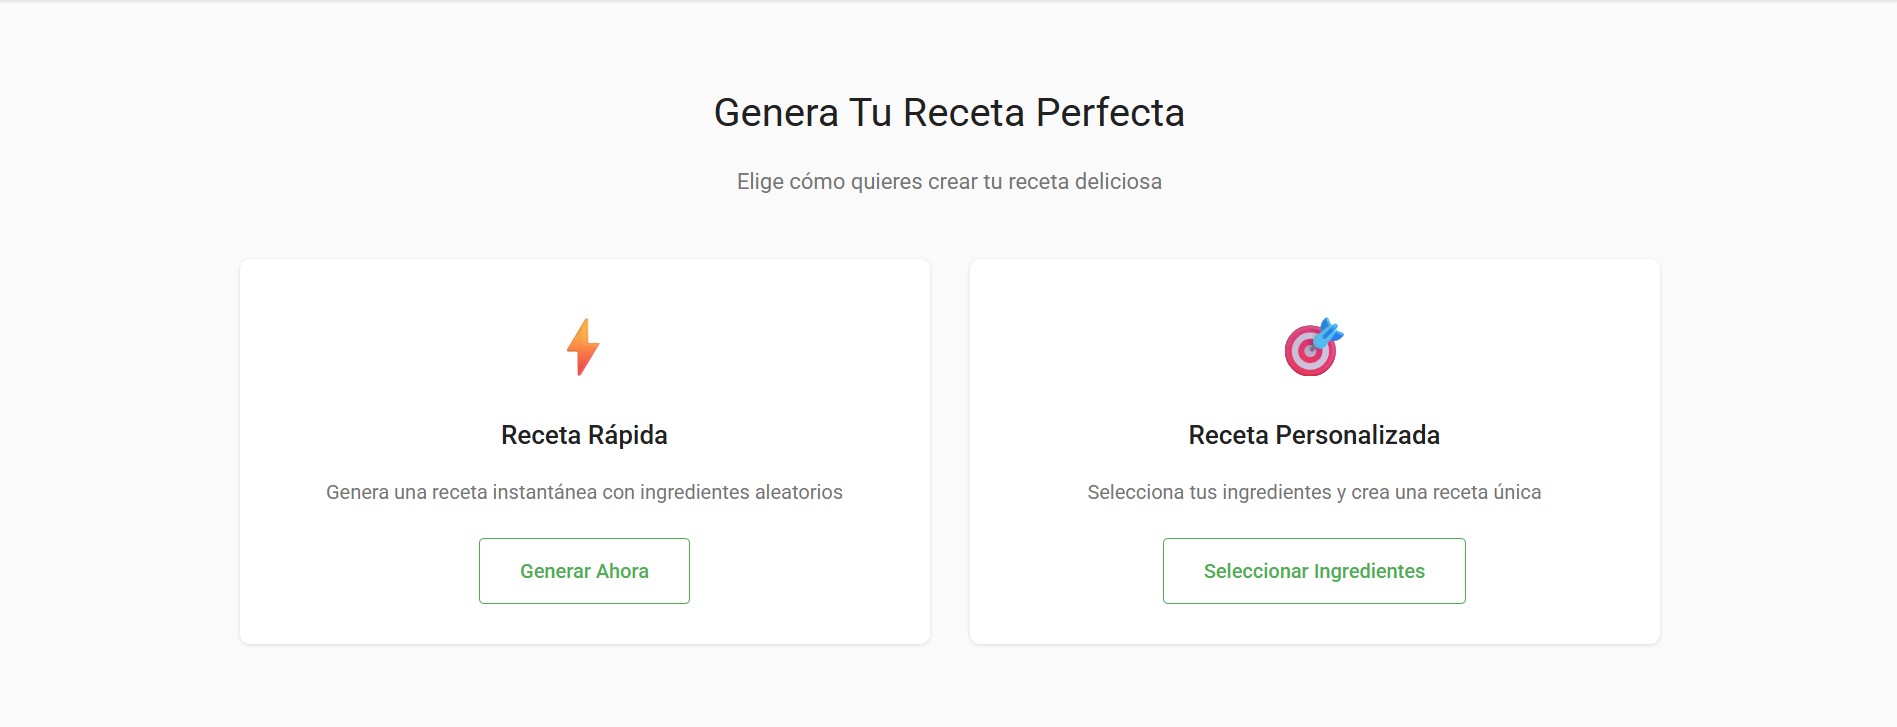 Genera Tu Receta Perfecta
Elige cómo quieres crear tu receta deliciosa
Receta Rápida
Genera una receta instantánea con ingredientes aleatorios
Generar Ahora
Receta Personalizada
Selecciona tus ingredientes y crea una receta única
Seleccionar Ingredientes